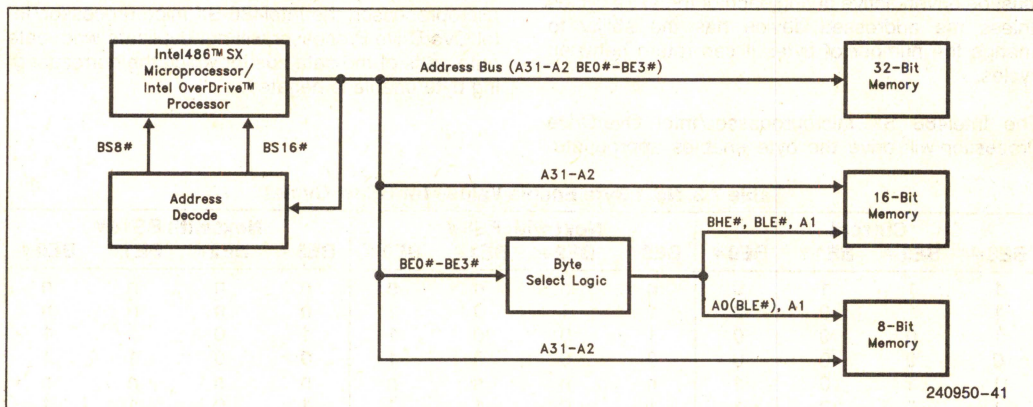 Intel486™ SX
Microprocessor/
Intel OverDrive™
Processor
Address Bus (A31-A2 BE0#-BE3#)
32-Bit
Memory
BS8#
BS16#
Address
Decode
A31-A2
16-Bit
Memory
BHE#, BLE#, A1
BE0#-BE3#
Byte
Select Logic
A0(BLE#), A1
8-Bit
Memory
A31-A2
240950-41